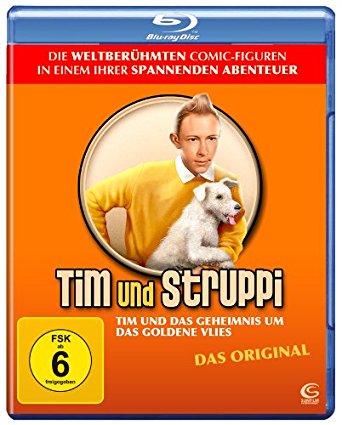 Blu-ray Disc
DIE WELTBERÜHMTEN COMIC-FIGUREN
IN EINEM IHRER SPANNENDEN ABENTEUER
Tim und Struppi
TIM UND DAS GEHEIMNIS UM
DAS GOLDENE VLIES
DAS ORIGINAL
FSK
ab
6
freigegeben